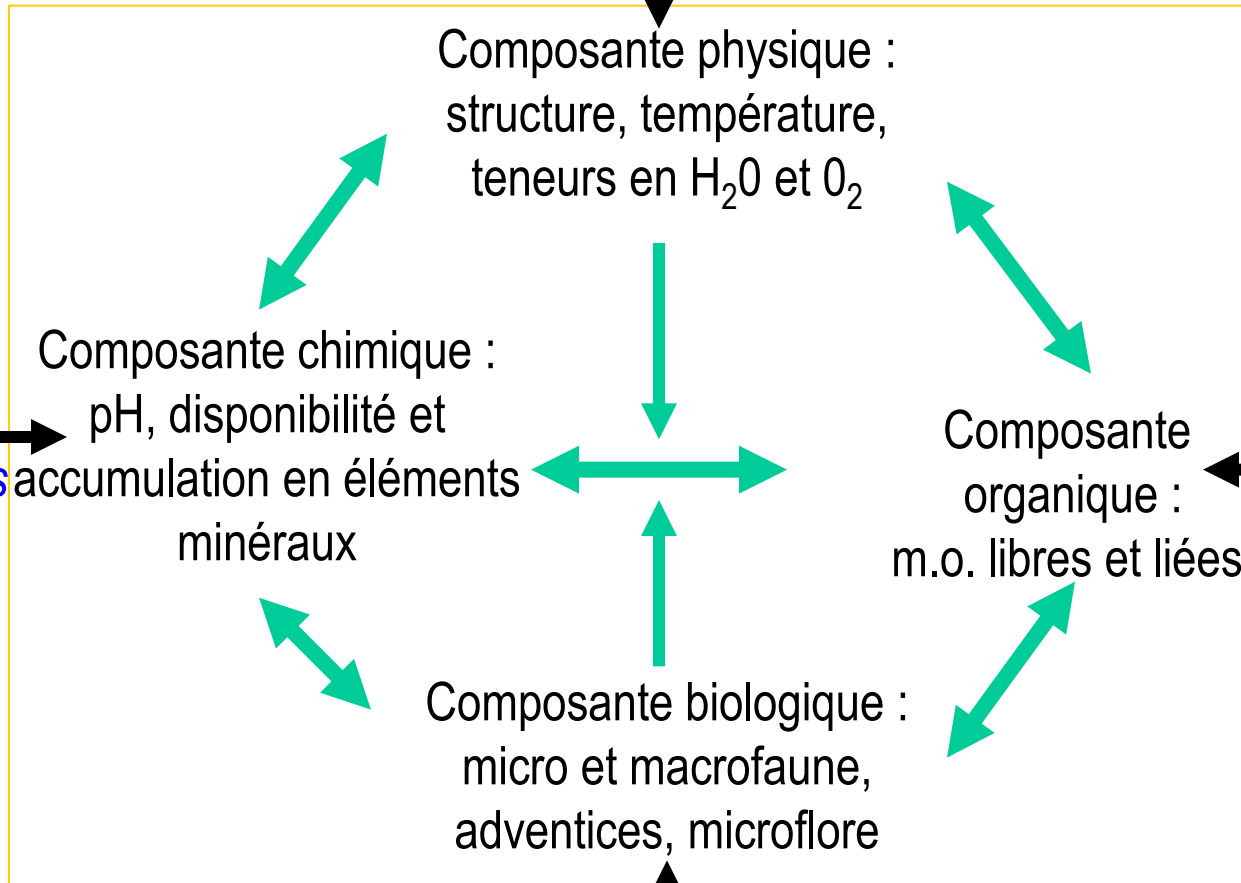 Composante physique :
structure, température,
teneurs en H₂0 et 0₂
Composante chimique :
pH, disponibilité et
s accumulation en éléments
minéraux
Composante
organique :
m.o. libres et liées
Composante biologique :
micro et macrofaune,
adventices, microflore